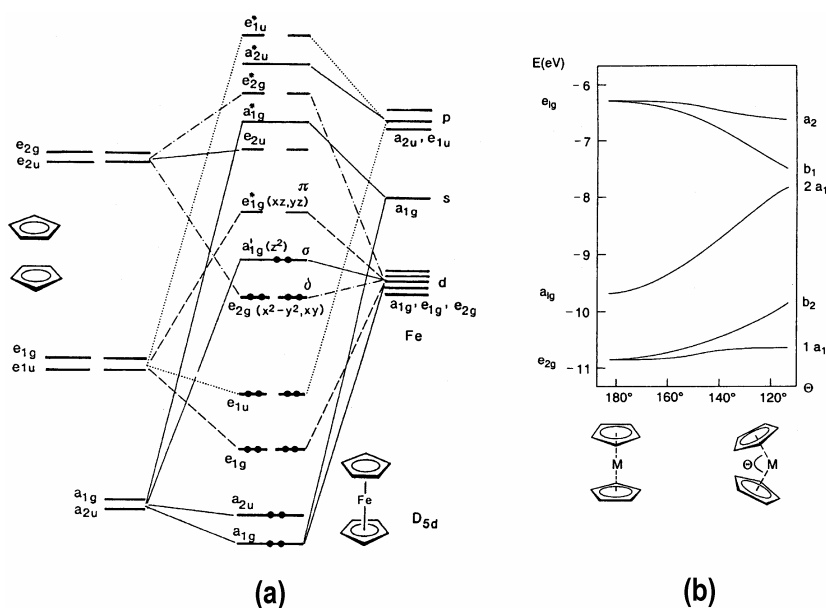 e*1u
a*2u
e*2g
a*1g
e2u
e2g
e2u
p
a2u, e1u
s
a1g
e*1g (xz, yz) π
a'1g (z²) σ
δ
e2g (x²-y², xy)
d
a1g, e1g, e2g
Fe
e1g
e1u
e1u
e1g
a1g
a2u
a2u
a1g
Fe
D5d
(a)
E(eV)
-6
e1g
a2
-7
b1
2 a1
-8
-9
a1g
b2
-10
1 a1
e2g
-11
180° 160° 140° 120° Θ
M
Θ M
(b)